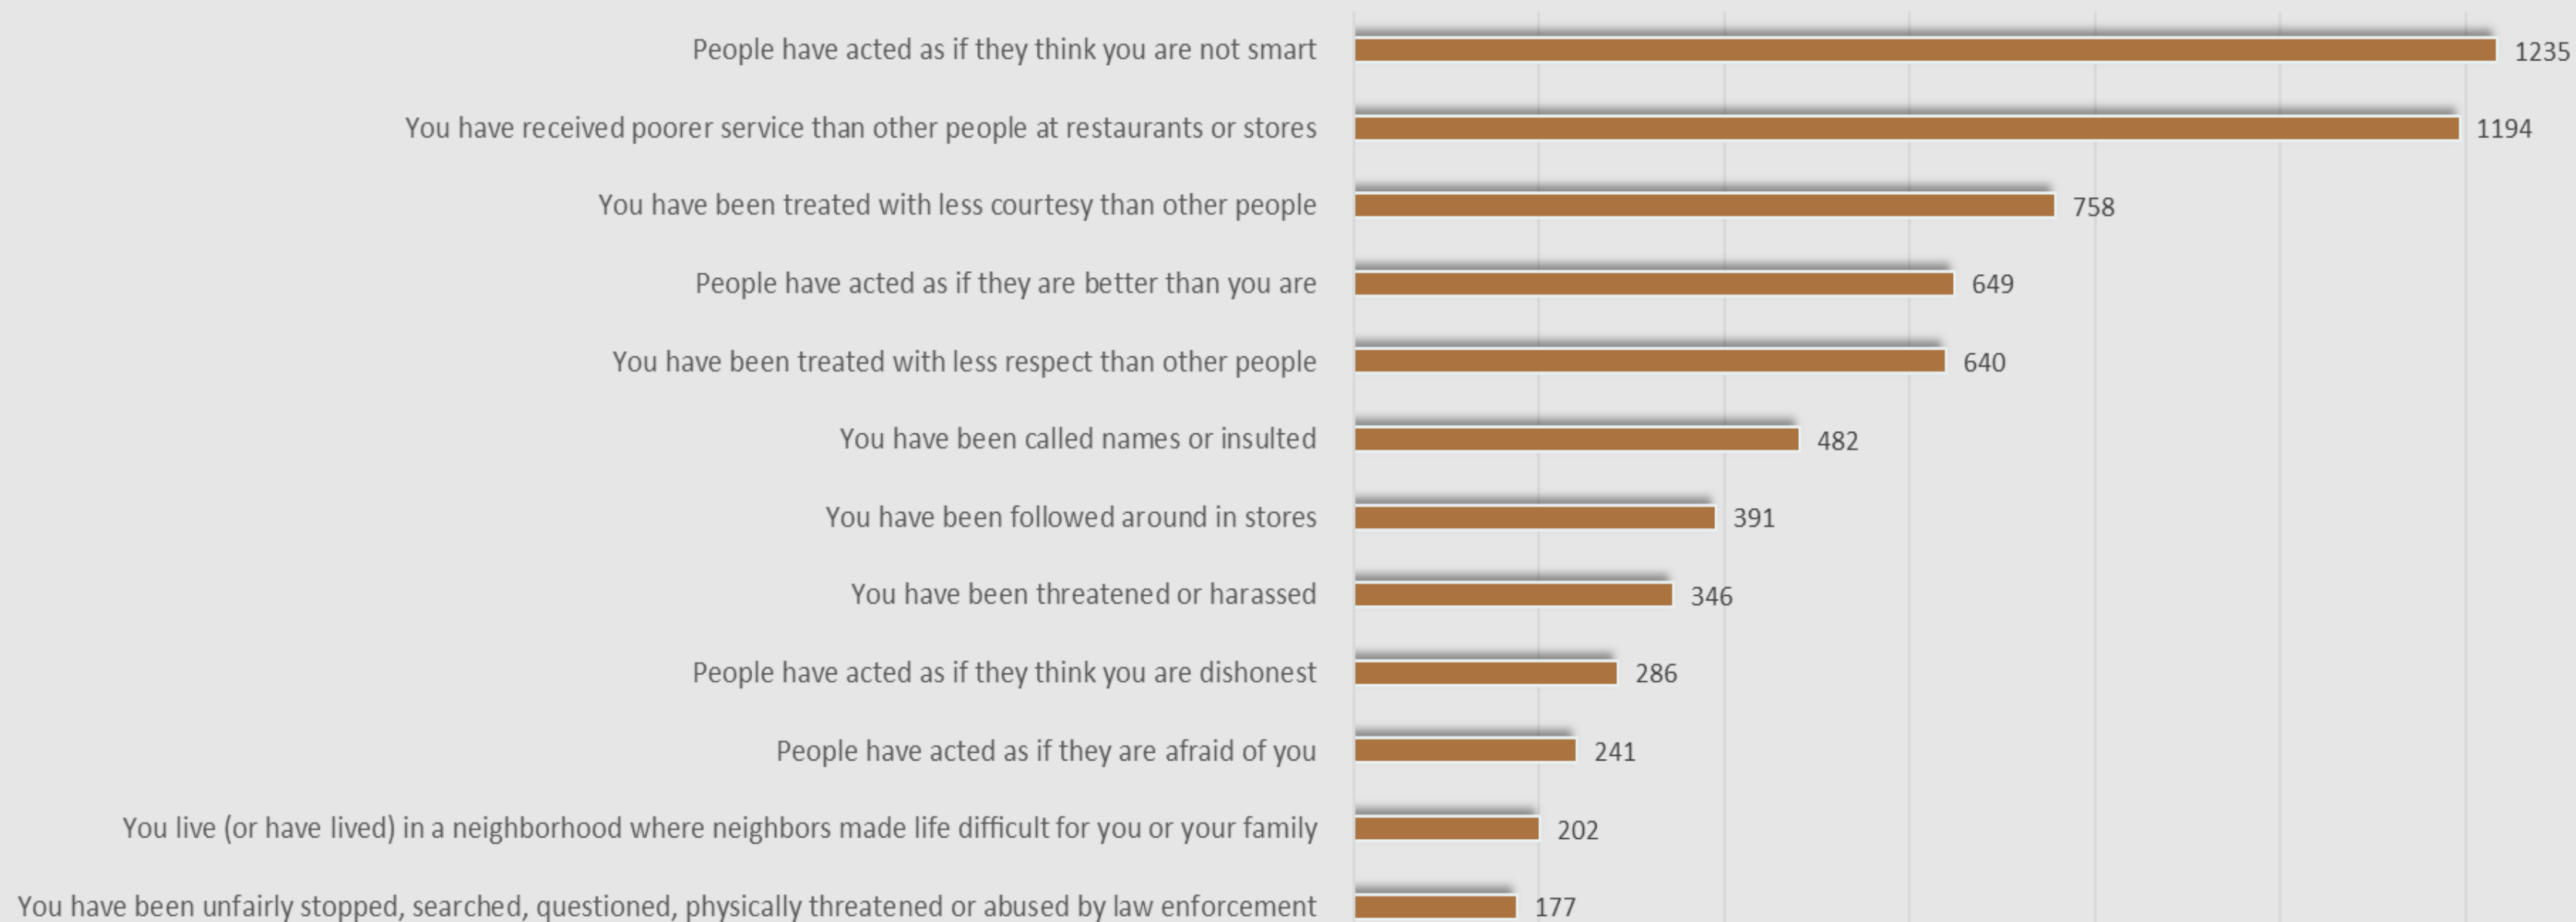 People have acted as if they think you are not smart 1235
You have received poorer service than other people at restaurants or stores 1194
You have been treated with less courtesy than other people 758
People have acted as if they are better than you are 649
You have been treated with less respect than other people 640
You have been called names or insulted 482
You have been followed around in stores 391
You have been threatened or harassed 346
People have acted as if they think you are dishonest 286
People have acted as if they are afraid of you 241
You live (or have lived) in a neighborhood where neighbors made life difficult for you or your family 202
You have been unfairly stopped, searched, questioned, physically threatened or abused by law enforcement 177